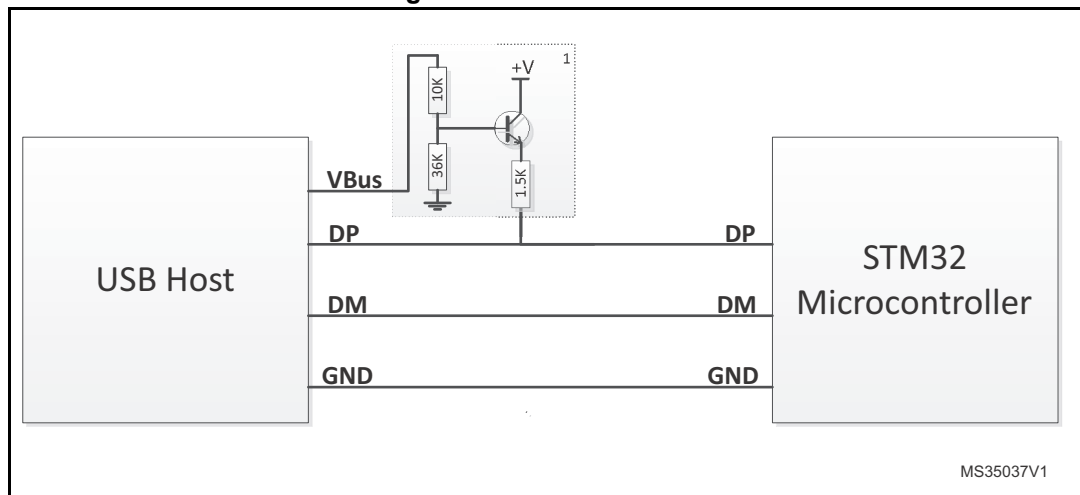 1
+V
10K
36K
1.5K
VBus
DP
DP
USB Host
STM32
Microcontroller
DM
DM
GND
GND
MS35037V1